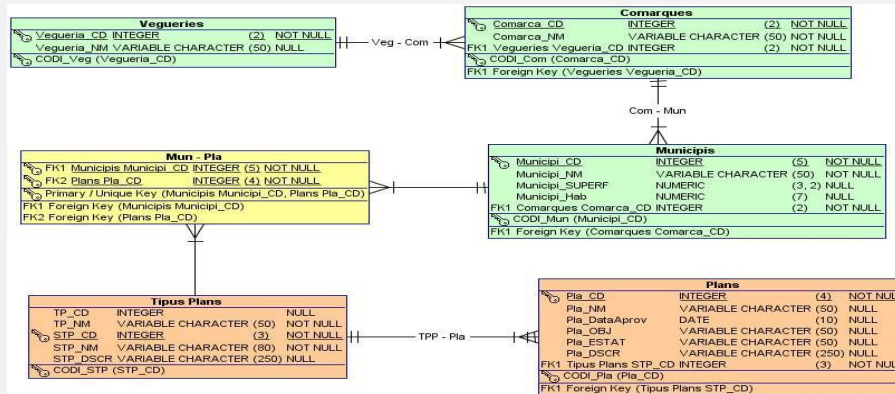 Vegueries
Vegueria_CD INTEGER (2) NOT NULL
Vegueria_NM VARIABLE CHARACTER (50) NULL
CODI_Veg (Vegueria_CD)
Veg - Com
Comarques
Comarca_CD INTEGER (2) NOT NULL
Comarca_NM VARIABLE CHARACTER (50) NOT NULL
FK1 Vegueries Vegueria_CD INTEGER (2) NOT NULL
CODI_Com (Comarca_CD)
FK1 Foreign Key (Vegueries Vegueria_CD)
Com - Mun
Mun - Pla
FK1 Municipis Municipi_CD INTEGER (5) NOT NULL
FK2 Plans Pla_CD INTEGER (4) NOT NULL
Primary / Unique Key (Municipis Municipi_CD, Plans Pla_CD)
FK1 Foreign Key (Municipis Municipi_CD)
FK2 Foreign Key (Plans Pla_CD)
Municipis
Municipi_CD INTEGER (5) NOT NULL
Municipi_NM VARIABLE CHARACTER (50) NOT NULL
Municipi_SUPERF NUMERIC (3, 2) NULL
Municipi_Hab NUMERIC (7) NULL
FK1 Comarques Comarca_CD INTEGER (2) NOT NULL
CODI_Mun (Municipi_CD)
FK1 Foreign Key (Comarques Comarca_CD)
Tipus Plans
TP_CD INTEGER NULL
TP_NM VARIABLE CHARACTER (50) NOT NULL
STP_CD INTEGER (3) NOT NULL
STP_NM VARIABLE CHARACTER (80) NOT NULL
STP_DSCR VARIABLE CHARACTER (250) NULL
CODI_STP (STP_CD)
TPP - Pla
Plans
Pla_CD INTEGER (4) NOT NULL
Pla_NM VARIABLE CHARACTER (50) NULL
Pla_DataAprov DATE (10) NULL
Pla_OBJ VARIABLE CHARACTER (50) NULL
Pla_ESTAT VARIABLE CHARACTER (50) NULL
Pla_DSCR VARIABLE CHARACTER (250) NULL
FK1 Tipus Plans STP_CD INTEGER (3) NOT NULL
CODI_Pla (Pla_CD)
FK1 Foreign Key (Tipus Plans STP_CD)